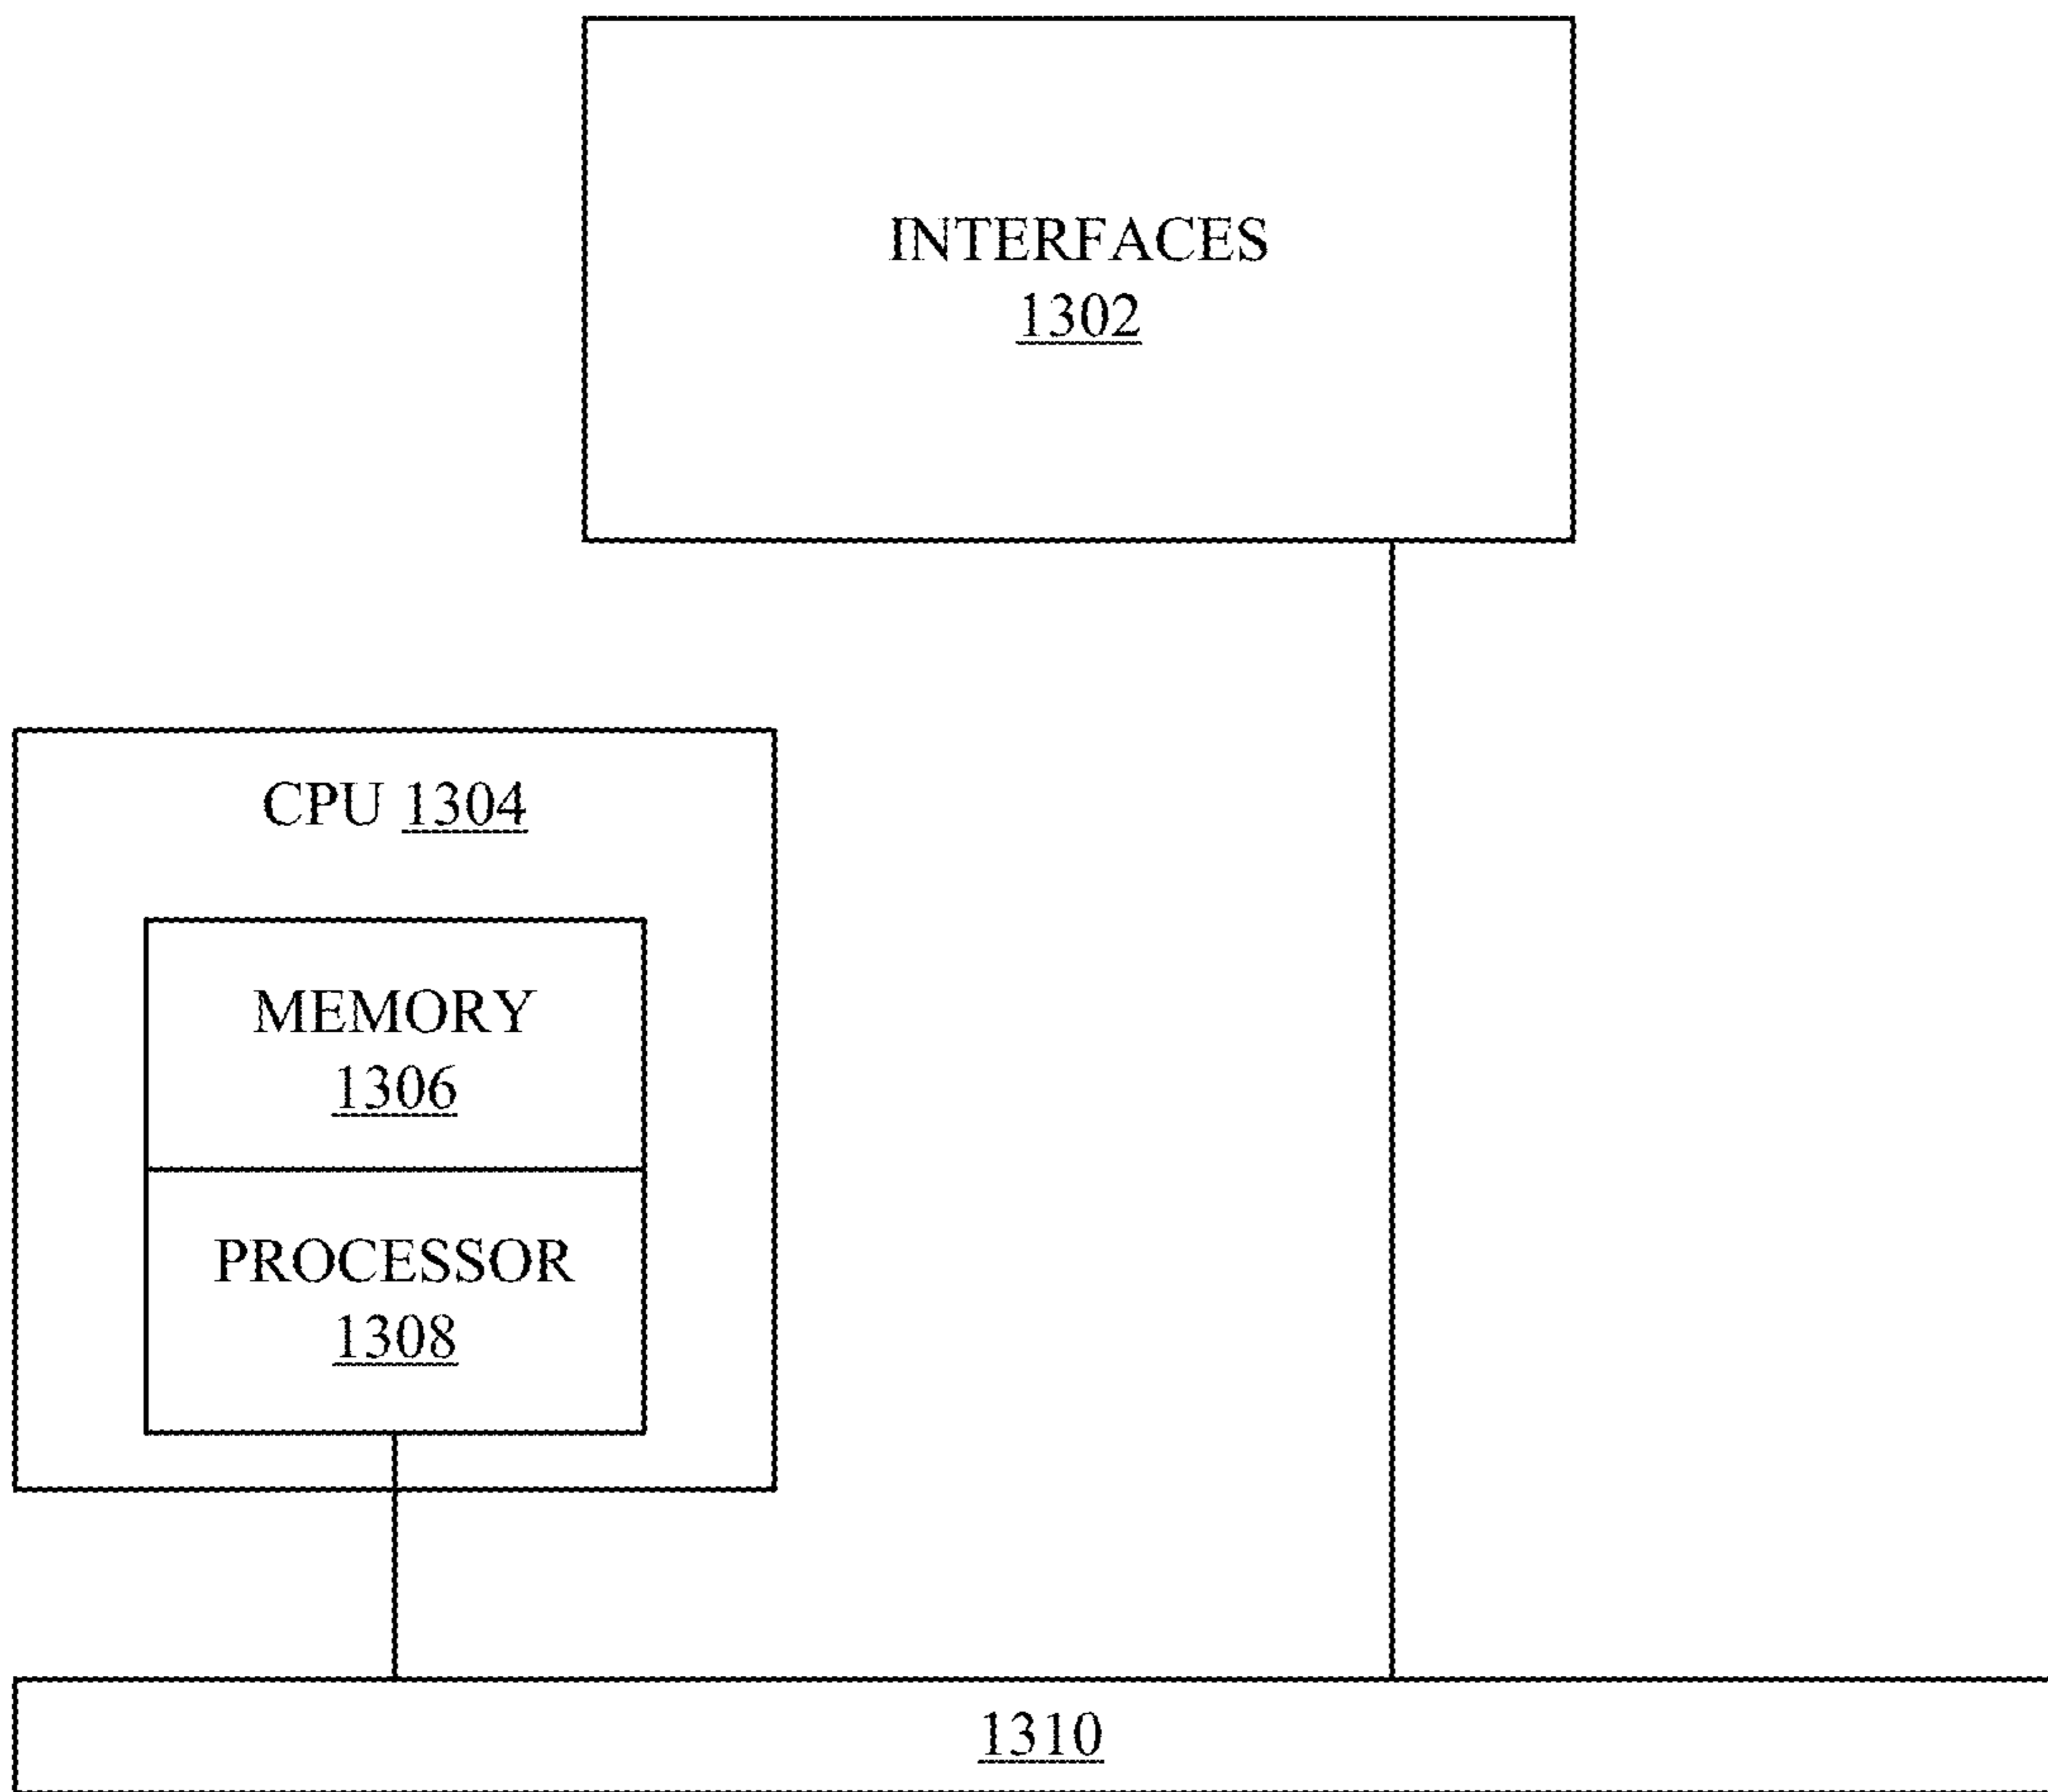 INTERFACES
1302
CPU 1304
MEMORY
1306
PROCESSOR
1308
1310